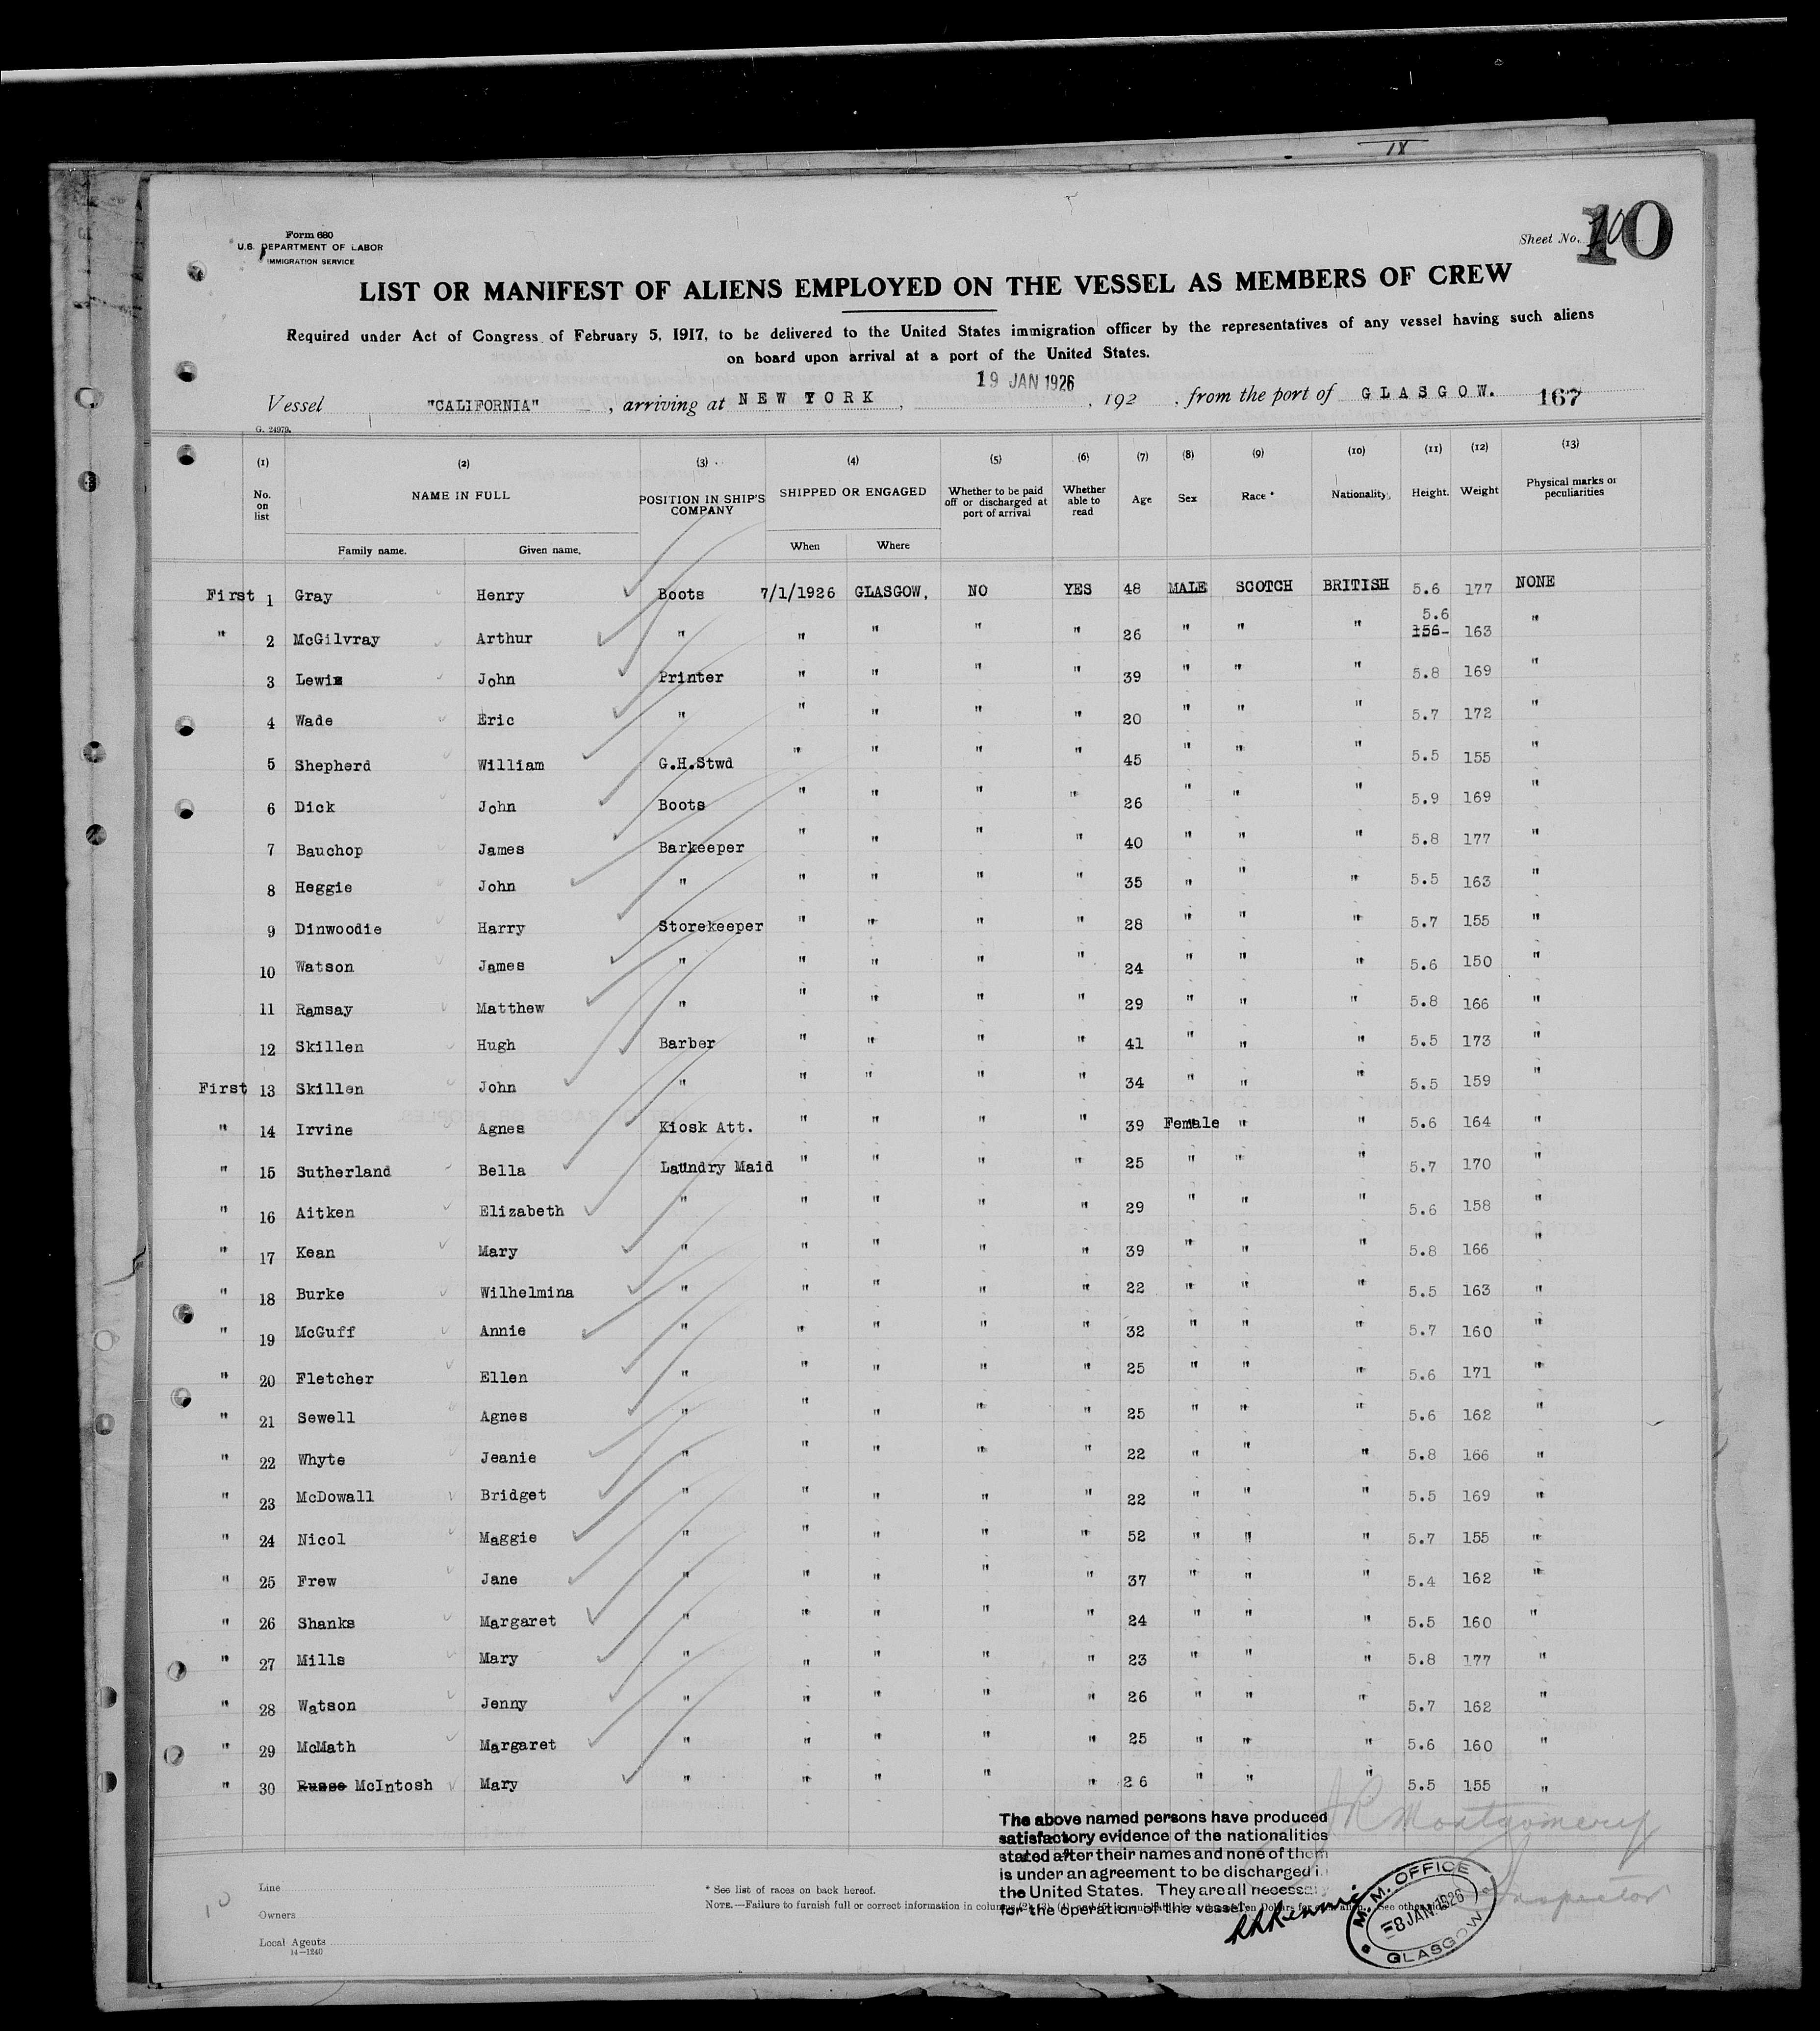 18
Form 680
U.S. DEPARTMENT OF LABOR
IMMIGRATION SERVICE
Sheet No. 10
10
LIST OR MANIFEST OF ALIENS EMPLOYED ON THE VESSEL AS MEMBERS OF CREW
Required under Act of Congress of February 5, 1917, to be delivered to the United States immigration officer by the representatives of any vessel having such aliens
on board upon arrival at a port of the United States.
19 JAN 1926
Vessel "CALIFORNIA" , arriving at NEW YORK , , 192 , from the port of GLASGOW. 167
G. 24979.
(1) (2) (3) (4) (5) (6) (7) (8) (9) (10) (11) (12) (13)
No. on list NAME IN FULL POSITION IN SHIP'S COMPANY SHIPPED OR ENGAGED Whether to be paid off or discharged at port of arrival Whether able to read Age Sex Race * Nationality Height. Weight Physical marks or peculiarities
Family name. Given name. When Where
First 1 Gray Henry Boots 7/1/1926 GLASGOW, NO YES 48 MALE SCOTCH BRITISH 5.6 177 NONE
5.6
" 2 McGilvray Arthur " " " " " 26 " " " 156- 163 "
3 Lewis John Printer " " " " 39 " " " 5.8 169 "
4 Wade Eric " " " " " 20 " " " 5.7 172 "
5 Shepherd William G.H.Stwd " " " " 45 " " " 5.5 155 "
6 Dick John Boots " " " " 26 " " " 5.9 169 "
7 Bauchop James Barkeeper " " " " 40 " " " 5.8 177 "
8 Heggie John " " " " " 35 " " " 5.5 163 "
9 Dinwoodie Harry Storekeeper " " " " 28 " " " 5.7 155 "
10 Watson James " " " " " 24 " " " 5.6 150 "
11 Ramsay Matthew " " " " " 29 " " " 5.8 166 "
12 Skillen Hugh Barber " " " " 41 " " " 5.5 173 "
First 13 Skillen John " " " " " 34 " " " 5.5 159 "
" 14 Irvine Agnes Kiosk Att. " " " " 39 Female " " 5.6 164 "
" 15 Sutherland Bella Laundry Maid " " " " 25 " " " 5.7 170 "
" 16 Aitken Elizabeth " " " " " 29 " " " 5.6 158 "
" 17 Kean Mary " " " " " 39 " " " 5.8 166 "
" 18 Burke Wilhelmina " " " " " 22 " " " 5.5 163 "
" 19 McGuff Annie " " " " " 32 " " " 5.7 160 "
" 20 Fletcher Ellen " " " " " 25 " " " 5.6 171 "
" 21 Sewell Agnes " " " " " 25 " " " 5.6 162 "
" 22 Whyte Jeanie " " " " " 22 " " " 5.8 166 "
" 23 McDowall Bridget " " " " " 22 " " " 5.5 169 "
" 24 Nicol Maggie " " " " " 52 " " " 5.7 155 "
" 25 Frew Jane " " " " " 37 " " " 5.4 162 "
" 26 Shanks Margaret " " " " " 24 " " " 5.5 160 "
" 27 Mills Mary " " " " " 23 " " " 5.8 177 "
" 28 Watson Jenny " " " " " 26 " " " 5.7 162 "
" 29 McMath Margaret " " " " " 25 " " " 5.6 160 "
" 30 Russo McIntosh Mary " " " " " 26 " " " 5.5 155 "
The above named persons have produced
satisfactory evidence of the nationalities
stated after their names and none of them
is under an agreement to be discharged i
the United States. They are all necessary
for the operation of the vessel.
JR Montgomery
Inspector
M.M. OFFICE
8 JAN 1926
GLASGOW
10
Line
Owners
Local Agents
14—1240
* See list of races on back hereof.
NOTE.—Failure to furnish full or correct information in columns